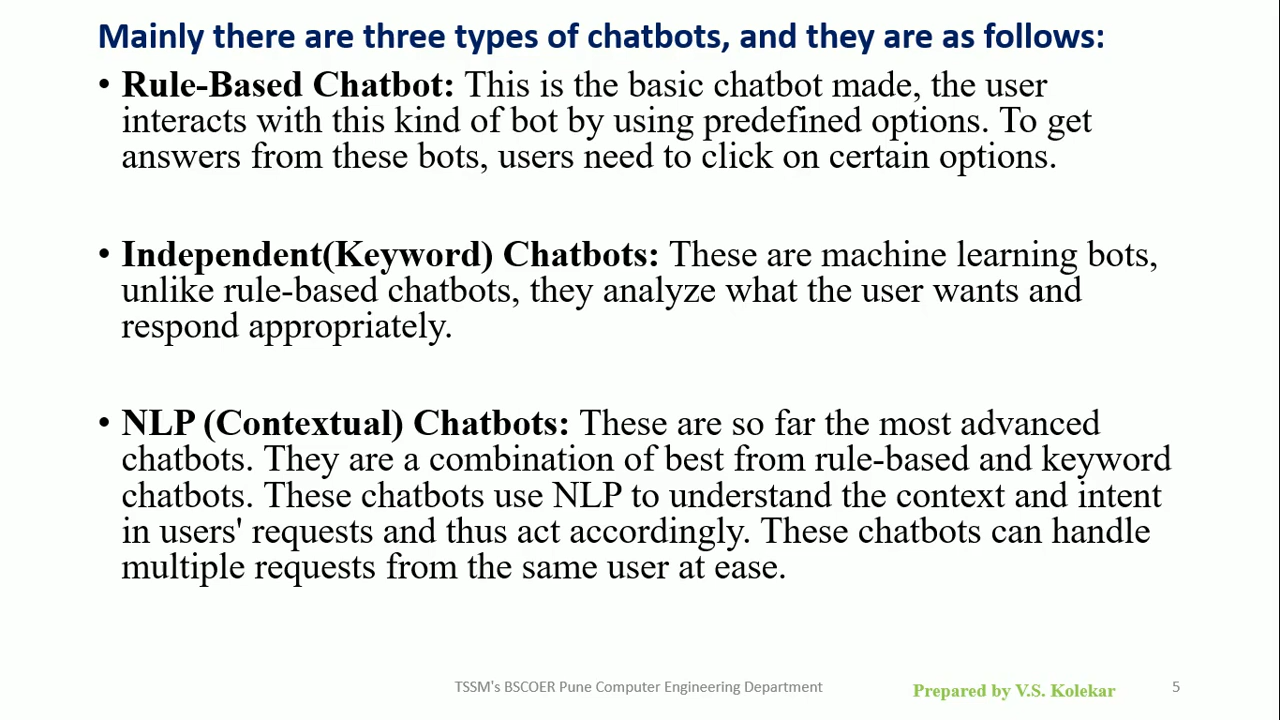 Mainly there are three types of chatbots, and they are as follows:
• Rule-Based Chatbot: This is the basic chatbot made, the user
interacts with this kind of bot by using predefined options. To get
answers from these bots, users need to click on certain options.
• Independent(Keyword) Chatbots: These are machine learning bots,
unlike rule-based chatbots, they analyze what the user wants and
respond appropriately.
• NLP (Contextual) Chatbots: These are so far the most advanced
chatbots. They are a combination of best from rule-based and keyword
chatbots. These chatbots use NLP to understand the context and intent
in users' requests and thus act accordingly. These chatbots can handle
multiple requests from the same user at ease.
TSSM's BSCOER Pune Computer Engineering Department
Prepared by V.S. Kolekar
5